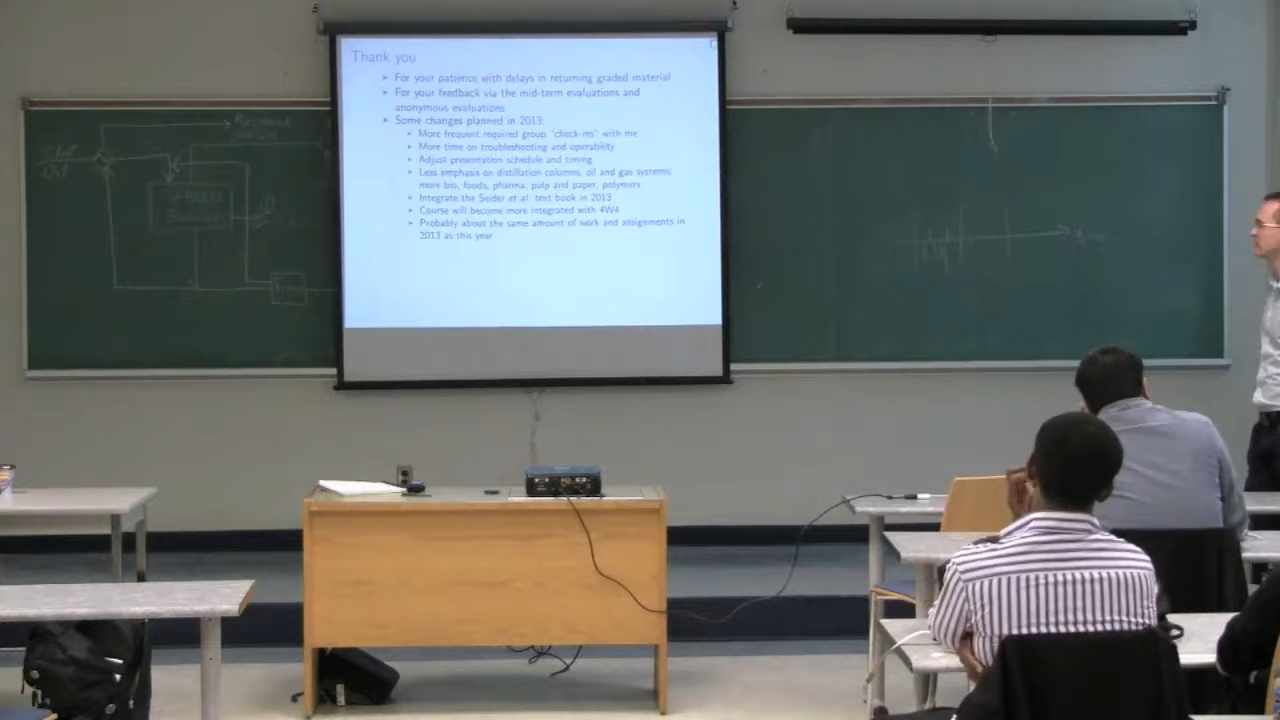 Thank you
For your patience with delays in returning graded material
For your feedback via the mid-term evaluations and
anonymous evaluations
Some changes planned in 2013:
More frequent required group "check-ins" with me
More time on troubleshooting and operability
Adjust presentation schedule and timing
Less emphasis on distillation columns, oil and gas systems;
more bio, foods, pharma, pulp and paper, polymers
Integrate the Seider et al. text book in 2013
Course will become more integrated with 4W4
Probably about the same amount of work and assignments in
2013 as this year